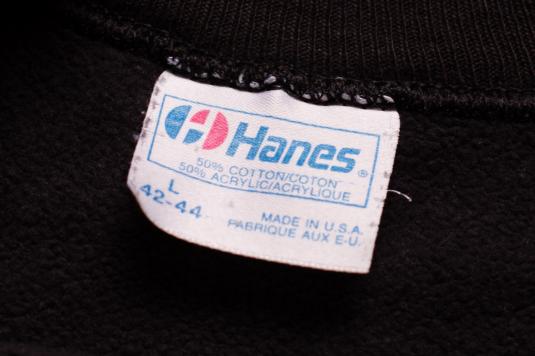 Hanes®
50% COTTON/COTON
50% ACRYLIC/ACRYLIQUE
L
42-44
MADE IN U.S.A.
FABRIQUE AUX E-U.